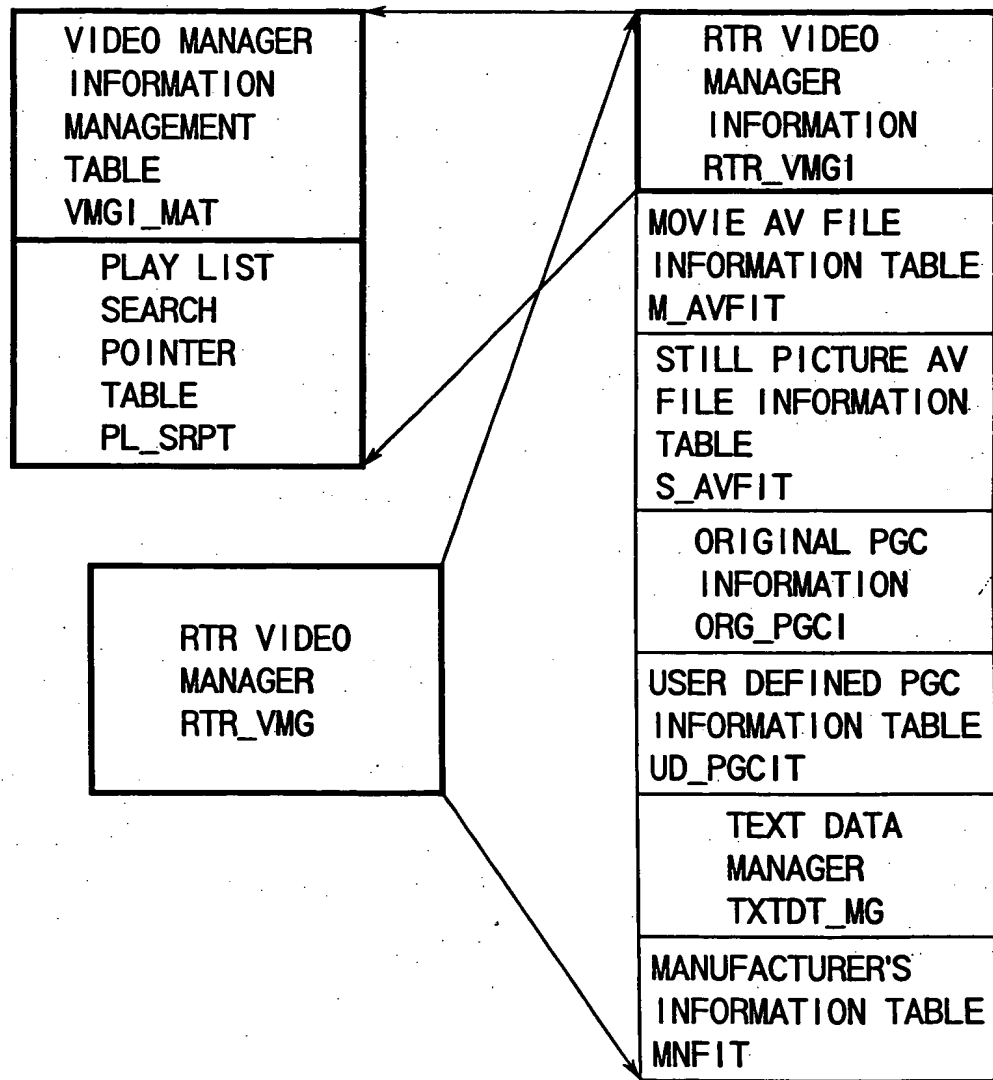 VIDEO MANAGER
INFORMATION
MANAGEMENT
TABLE
VMGI_MAT
PLAY LIST
SEARCH
POINTER
TABLE
PL_SRPT
RTR VIDEO
MANAGER
RTR_VMG
RTR VIDEO
MANAGER
INFORMATION
RTR_VMGI
MOVIE AV FILE
INFORMATION TABLE
M_AVFIT
STILL PICTURE AV
FILE INFORMATION
TABLE
S_AVFIT
ORIGINAL PGC
INFORMATION
ORG_PGCI
USER DEFINED PGC
INFORMATION TABLE
UD_PGCIT
TEXT DATA
MANAGER
TXTDT_MG
MANUFACTURER'S
INFORMATION TABLE
MNFIT